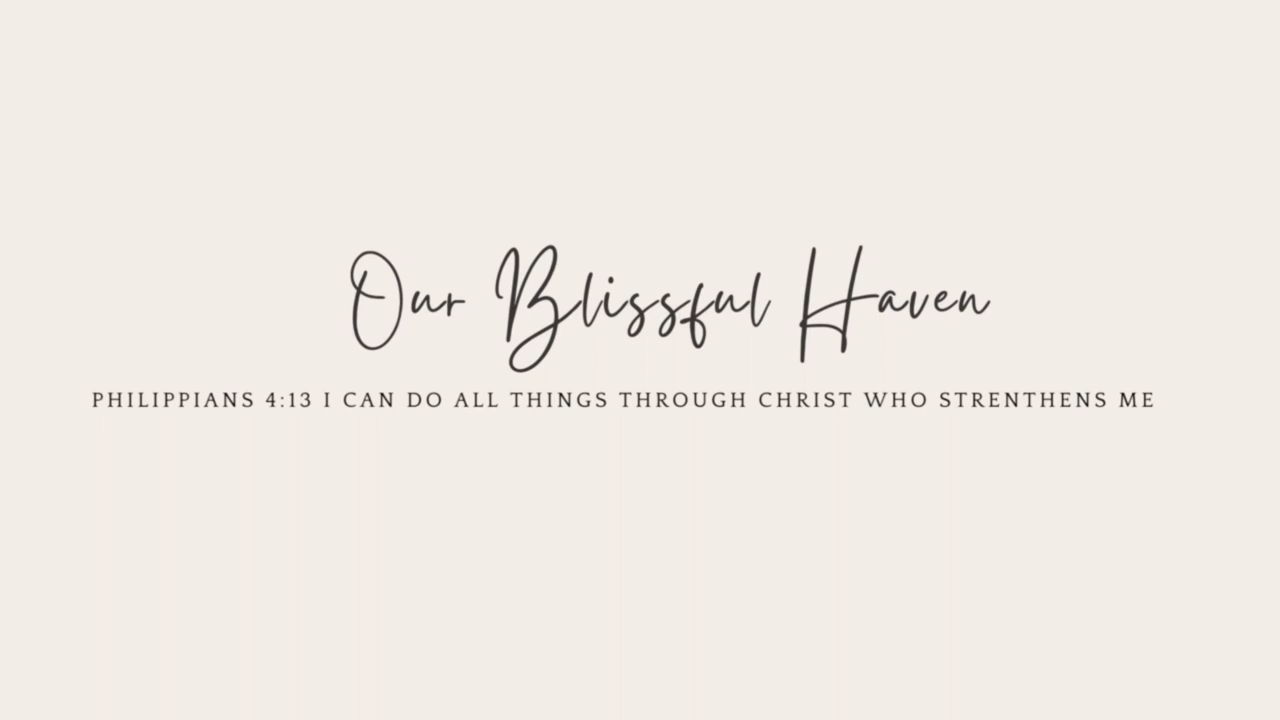 Our Blissful Haven
PHILIPPIANS 4:13 I CAN DO ALL THINGS THROUGH CHRIST WHO STRENTHENS ME